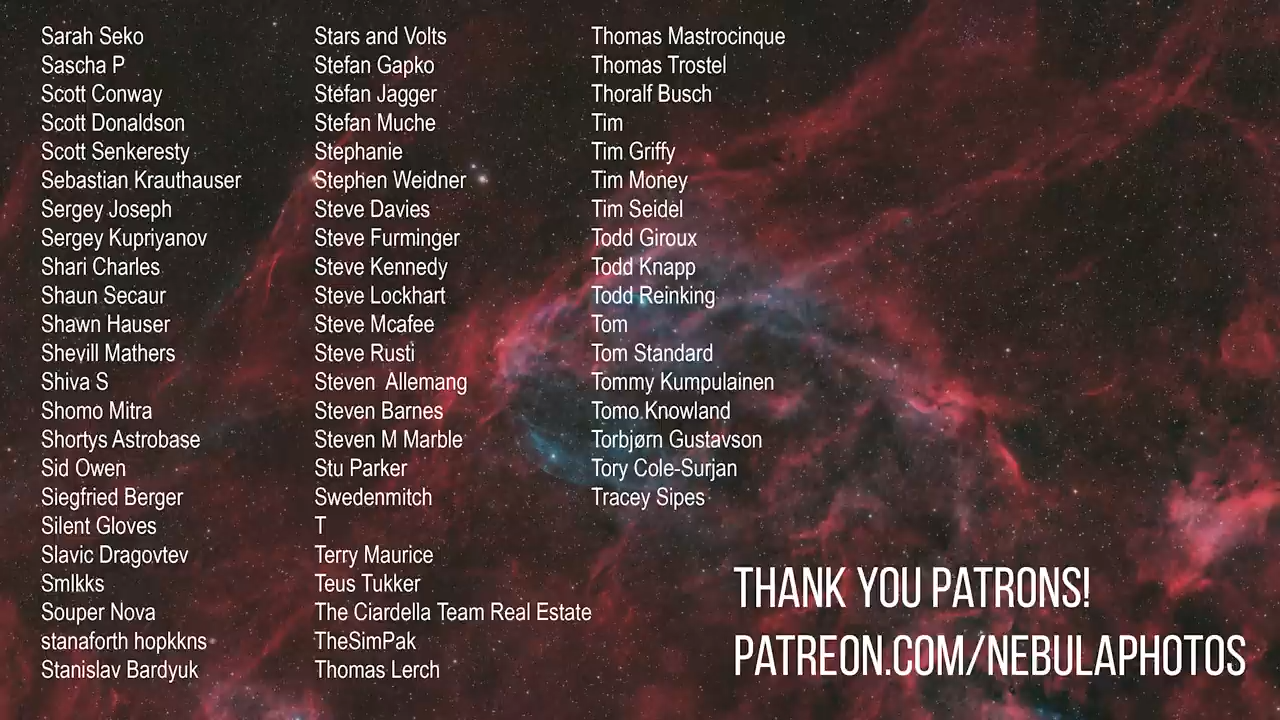 Sarah Seko
Sascha P
Scott Conway
Scott Donaldson
Scott Senkeresty
Sebastian Krauthauser
Sergey Joseph
Sergey Kupriyanov
Shari Charles
Shaun Secaur
Shawn Hauser
Shevill Mathers
Shiva S
Shomo Mitra
Shortys Astrobase
Sid Owen
Siegfried Berger
Silent Gloves
Slavic Dragovtev
Smlkks
Souper Nova
stanaforth hopkkns
Stanislav Bardyuk
Stars and Volts
Stefan Gapko
Stefan Jagger
Stefan Muche
Stephanie
Stephen Weidner
Steve Davies
Steve Furminger
Steve Kennedy
Steve Lockhart
Steve Mcafee
Steve Rusti
Steven  Allemang
Steven Barnes
Steven M Marble
Stu Parker
Swedenmitch
T
Terry Maurice
Teus Tukker
The Ciardella Team Real Estate
TheSimPak
Thomas Lerch
Thomas Mastrocinque
Thomas Trostel
Thoralf Busch
Tim
Tim Griffy
Tim Money
Tim Seidel
Todd Giroux
Todd Knapp
Todd Reinking
Tom
Tom Standard
Tommy Kumpulainen
Tomo Knowland
Torbjørn Gustavson
Tory Cole-Surjan
Tracey Sipes
THANK YOU PATRONS!
PATREON.COM/NEBULAPHOTOS